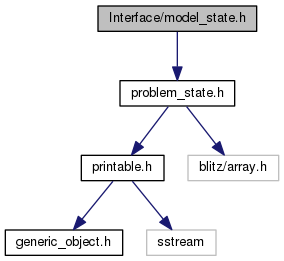 Interface/model_state.h
problem_state.h
printable.h
blitz/array.h
generic_object.h
sstream